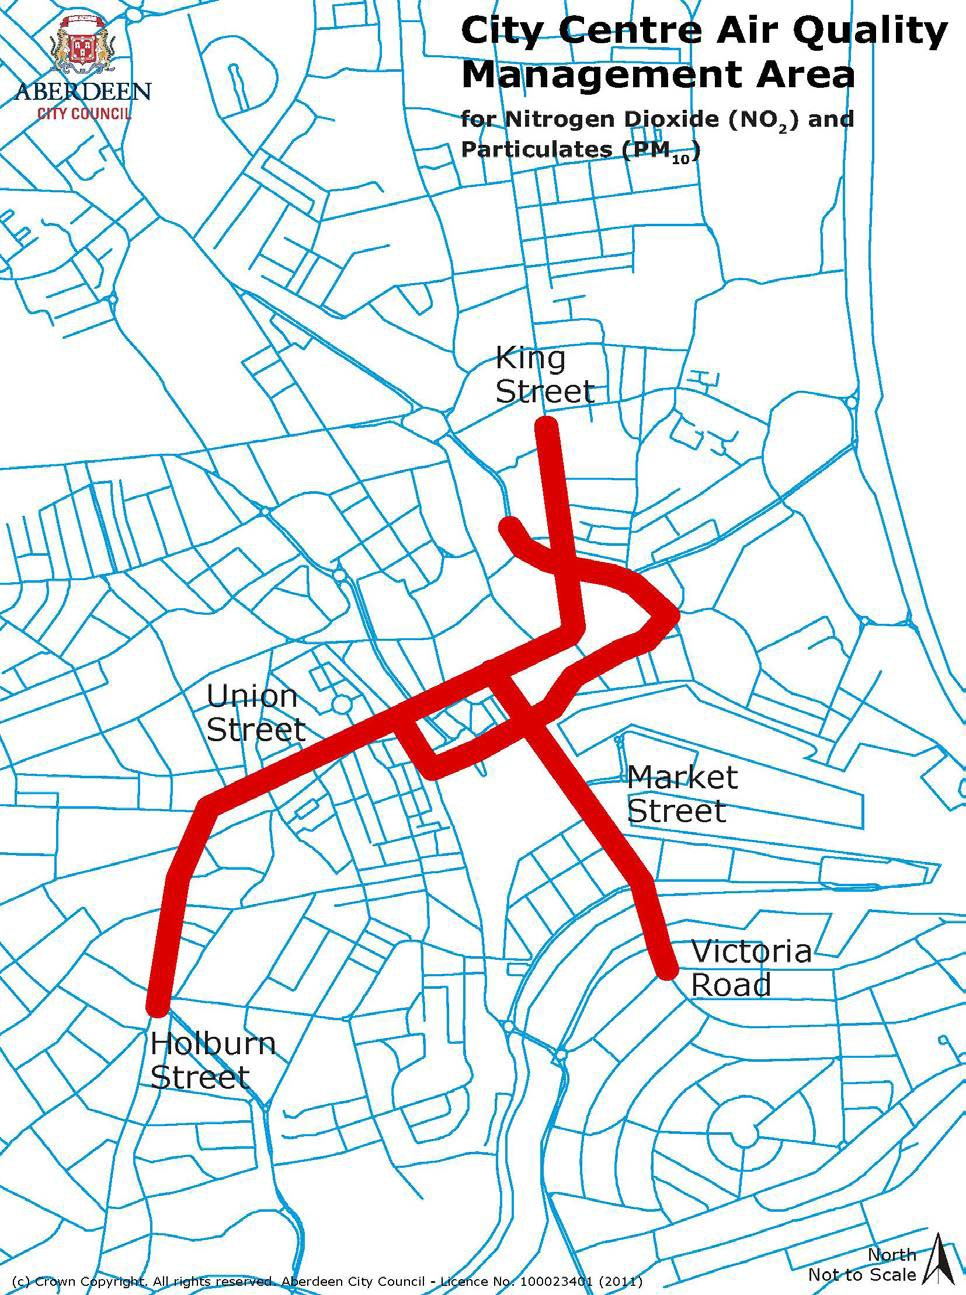 ABERDEEN
CITY COUNCIL
City Centre Air Quality
Management Area
for Nitrogen Dioxide (NO2) and
Particulates (PM10)
King
Street
Union
Street
Market
Street
Victoria
Road
Holburn
Street
North
Not to Scale
(c) Crown Copyright. All rights reserved. Aberdeen City Council - Licence No. 100023401 (2011)